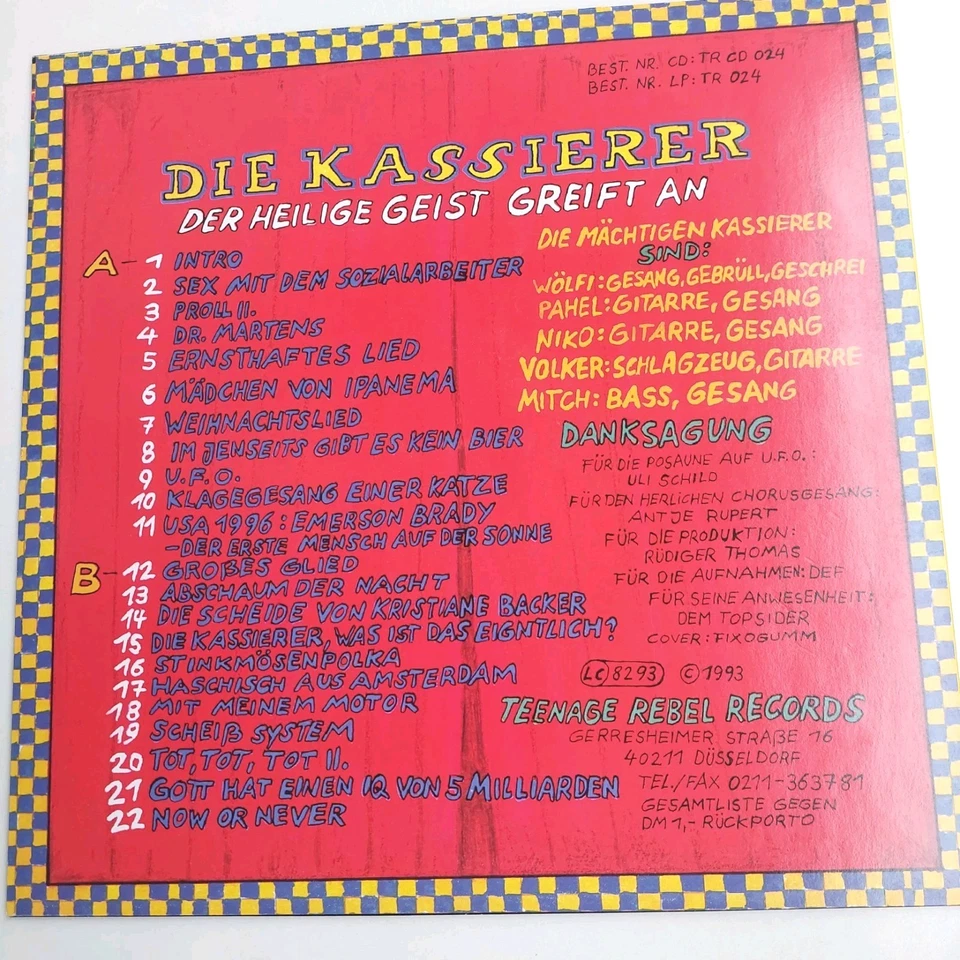 BEST. NR. CD: TR CD 024
BEST. NR. LP: TR 024
DIE KASSIERER
DER HEILIGE GEIST GREIFT AN
A - 1 INTRO
2 SEX MIT DEM SOZIALARBEITER
3 PROLL II.
4 DR. MARTENS
5 ERNSTHAFTES LIED
6 MÄDCHEN VON IPANEMA
7 WEIHNACHTSLIED
8 IM JENSEITS GIBT ES KEIN BIER
9 U.F.O.
10 KLAGEGESANG EINER KATZE
11 USA 1996: EMERSON BRADY
-DER ERSTE MENSCH AUF DER SONNE
B - 12 GROßES GLIED
13 ABSCHAUM DER NACHT
14 DIE SCHEIDE VON KRISTIANE BACKER
15 DIE KASSIERER, WAS IST DAS EIGNTLICH?
16 STINKMÖSENPOLKA
17 HASCHISCH AUS AMSTERDAM
18 MIT MEINEM MOTOR
19 SCHEIß SYSTEM
20 TOT, TOT, TOT II.
21 GOTT HAT EINEN IQ VON 5 MILLIARDEN
22 NOW OR NEVER
DIE MÄCHTIGEN KASSIERER
SIND:
WÖLFI: GESANG, GEBRÜLL, GESCHREI
PAHEL: GITARRE, GESANG
NIKO: GITARRE, GESANG
VOLKER: SCHLAGZEUG, GITARRE
MITCH: BASS, GESANG
DANKSAGUNG
FÜR DIE POSAUNE AUF U.F.O.:
ULI SCHILD
FÜR DEN HERLICHEN CHORUSGESANG:
ANTJE RUPERT
FÜR DIE PRODUKTION:
RÜDIGER THOMAS
FÜR DIE AUFNAHMEN: DEF
FÜR SEINE ANWESENHEIT:
DEM TOPSIDER
COVER: FIXOGUMM
LC 8293 © 1993
TEENAGE REBEL RECORDS
GERRESHEIMER STRAßE 16
40211 DÜSSELDORF
TEL./FAX 0211-363781
GESAMTLISTE GEGEN
DM 1,- RÜCKPORTO